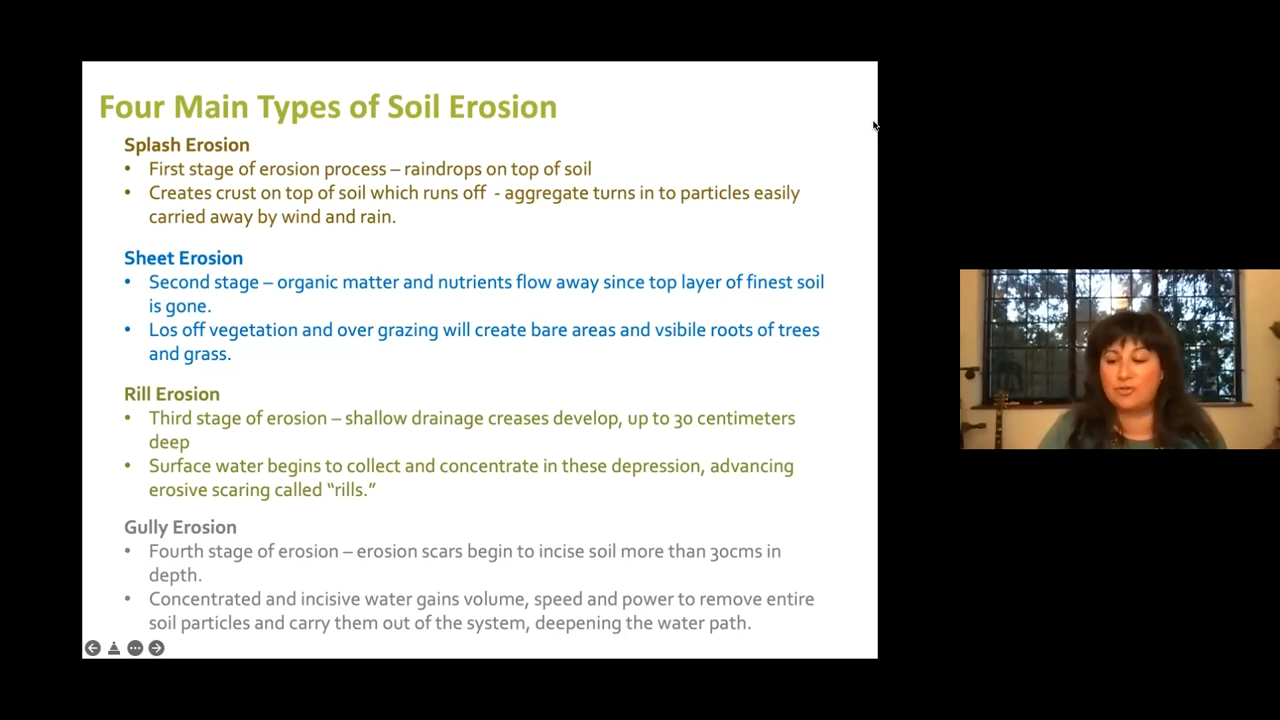 Four Main Types of Soil Erosion
Splash Erosion
• First stage of erosion process – raindrops on top of soil
• Creates crust on top of soil which runs off - aggregate turns in to particles easily
carried away by wind and rain.
Sheet Erosion
• Second stage – organic matter and nutrients flow away since top layer of finest soil
is gone.
• Los off vegetation and over grazing will create bare areas and vsibile roots of trees
and grass.
Rill Erosion
• Third stage of erosion – shallow drainage creases develop, up to 30 centimeters
deep
• Surface water begins to collect and concentrate in these depression, advancing
erosive scaring called “rills.”
Gully Erosion
• Fourth stage of erosion – erosion scars begin to incise soil more than 30cms in
depth.
• Concentrated and incisive water gains volume, speed and power to remove entire
soil particles and carry them out of the system, deepening the water path.